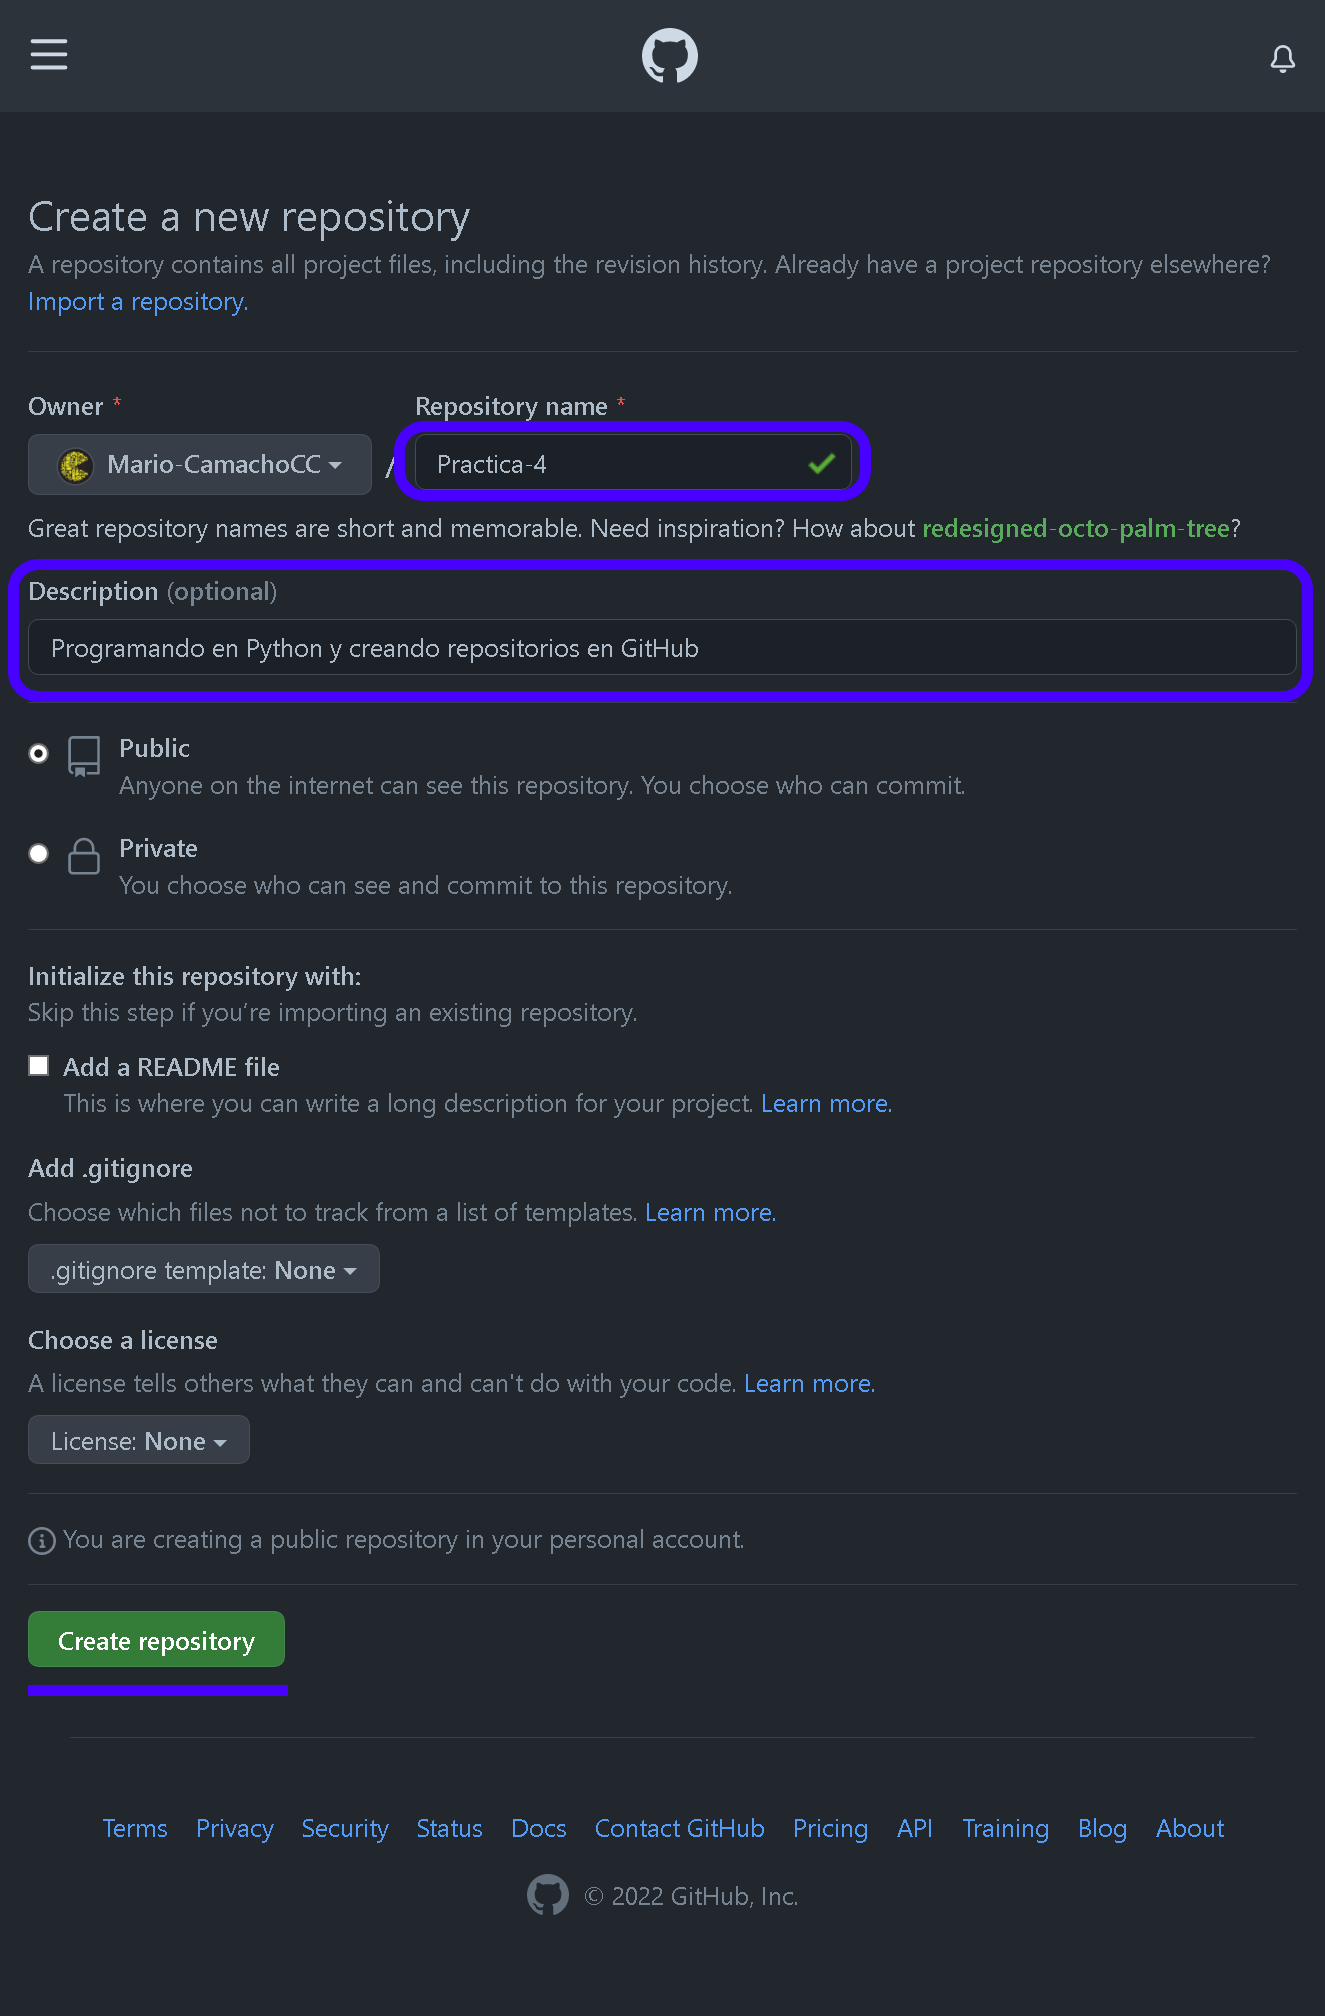 Create a new repository
A repository contains all project files, including the revision history. Already have a project repository elsewhere?
Import a repository.
Owner * Repository name *
Mario-CamachoCC / Practica-4
Great repository names are short and memorable. Need inspiration? How about redesigned-octo-palm-tree?
Description (optional)
Programando en Python y creando repositorios en GitHub
Public
Anyone on the internet can see this repository. You choose who can commit.
Private
You choose who can see and commit to this repository.
Initialize this repository with:
Skip this step if you’re importing an existing repository.
Add a README file
This is where you can write a long description for your project. Learn more.
Add .gitignore
Choose which files not to track from a list of templates. Learn more.
.gitignore template: None
Choose a license
A license tells others what they can and can't do with your code. Learn more.
License: None
You are creating a public repository in your personal account.
Create repository
Terms Privacy Security Status Docs Contact GitHub Pricing API Training Blog About
© 2022 GitHub, Inc.